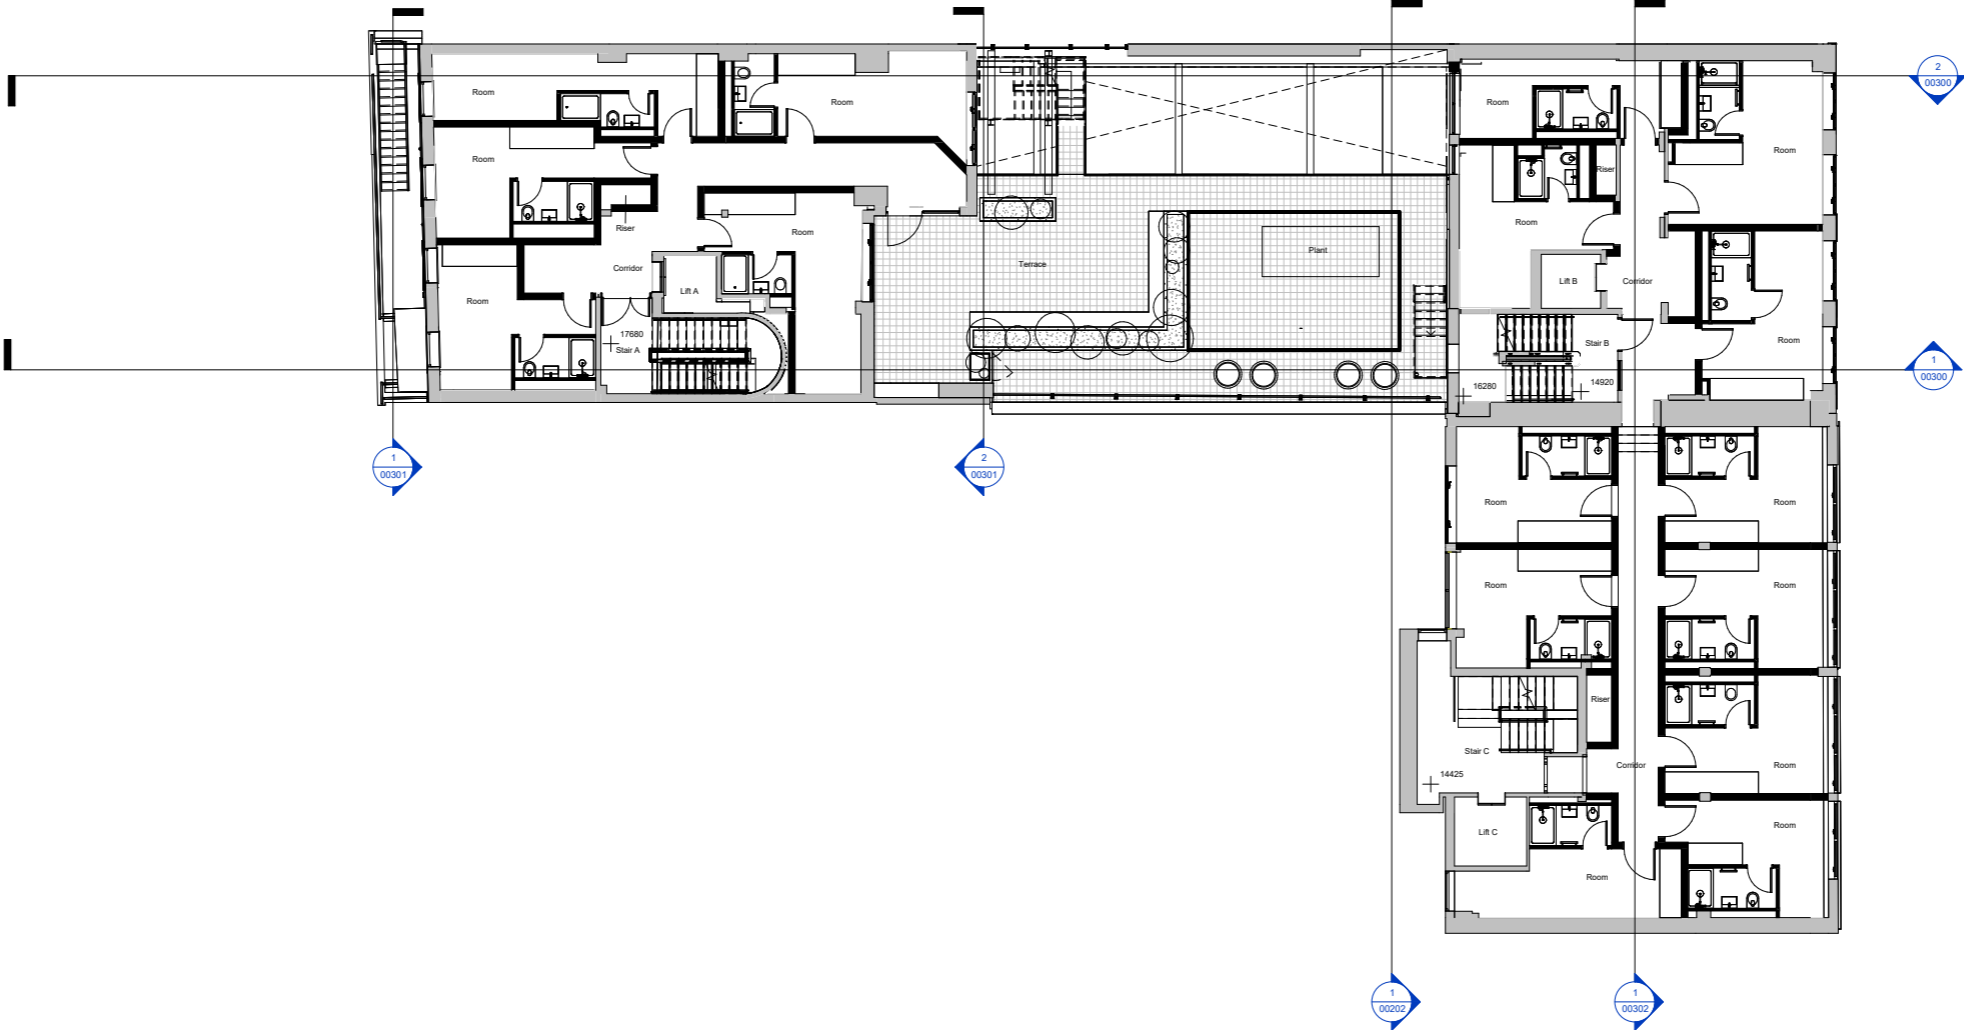 2
00300
Room
Room
Room
Room
Room
Room
Riser
Riser
Room
Room
Corridor
Lift A
Room
Terrace
Plant
Lift B
Corridor
17680
Stair A
Stair B
Room
1
00300
16280
14920
1
00301
2
00301
Room
Room
Room
Room
Riser
Stair C
Corridor
Room
14425
Lift C
Room
Room
1
00202
1
00302